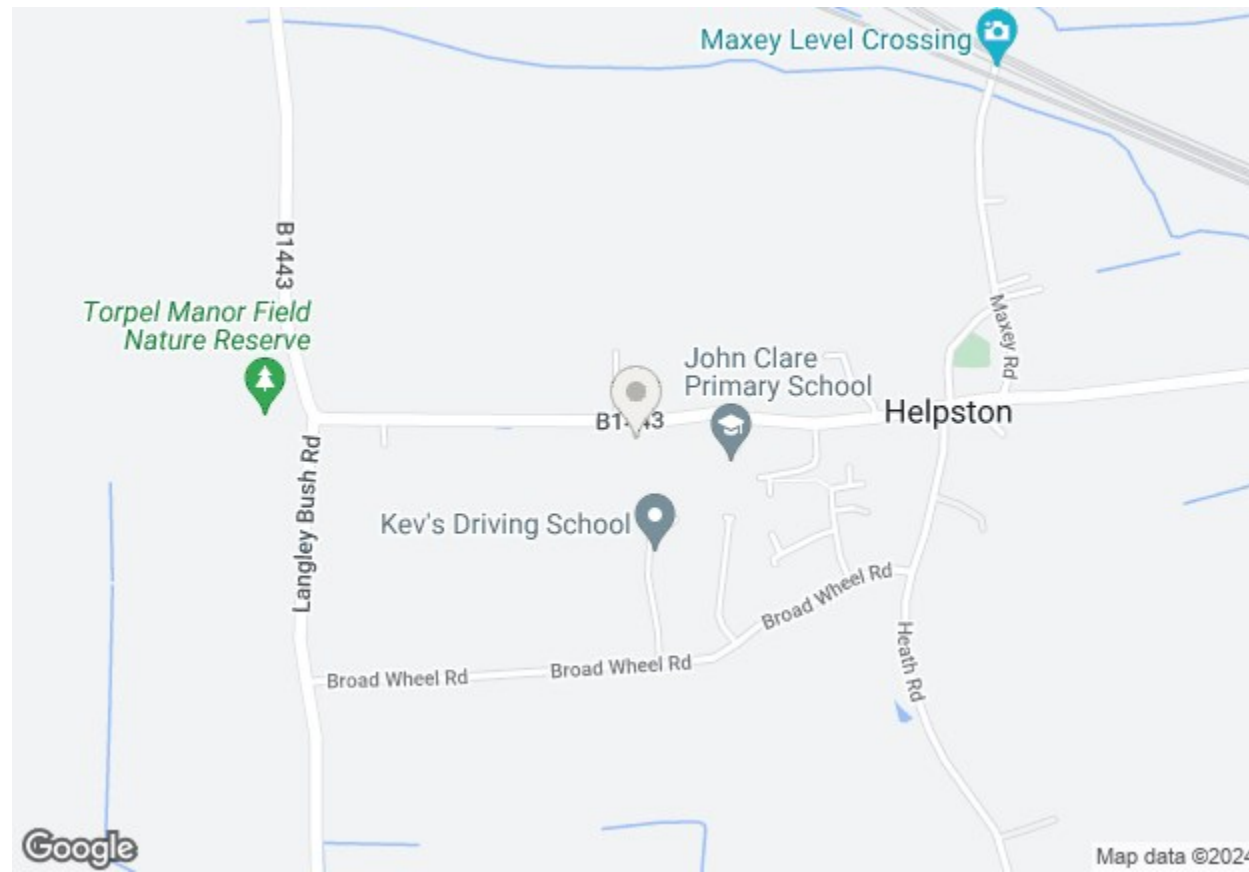 Maxey Level Crossing
B1443
Torpel Manor Field
Nature Reserve
Maxey Rd
John Clare
Primary School
Helpston
Langley Bush Rd
Kev's Driving School
Broad Wheel Rd
Broad Wheel Rd
Broad Wheel Rd
Heath Rd
Google
Map data ©2024